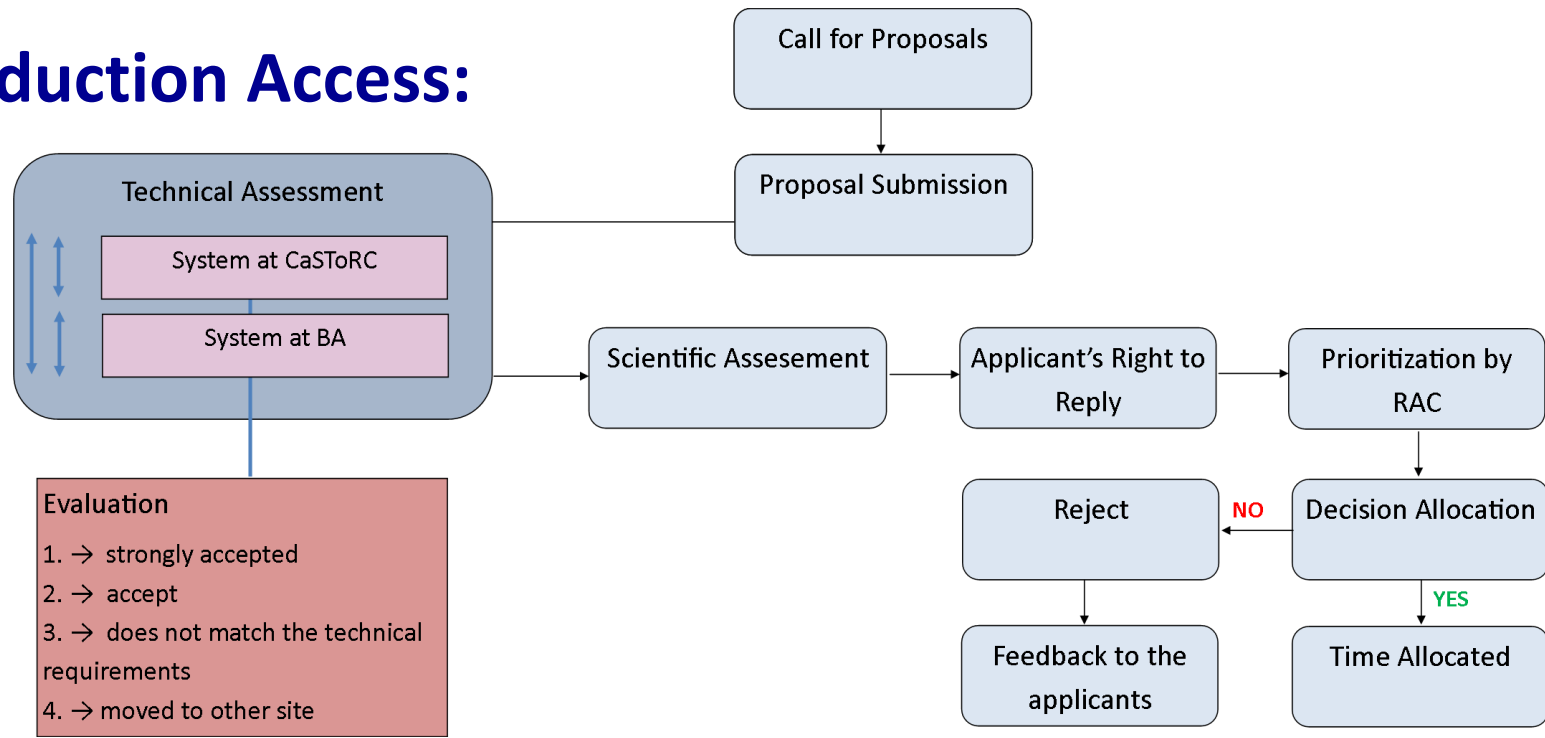 duction Access:
Call for Proposals
Proposal Submission
Technical Assessment
System at CaSToRC
System at BA
Scientific Assesement
Applicant's Right to
Reply
Prioritization by
RAC
Evaluation
1. → strongly accepted
2. → accept
3. → does not match the technical
requirements
4. → moved to other site
Reject
NO
Decision Allocation
YES
Feedback to the
applicants
Time Allocated